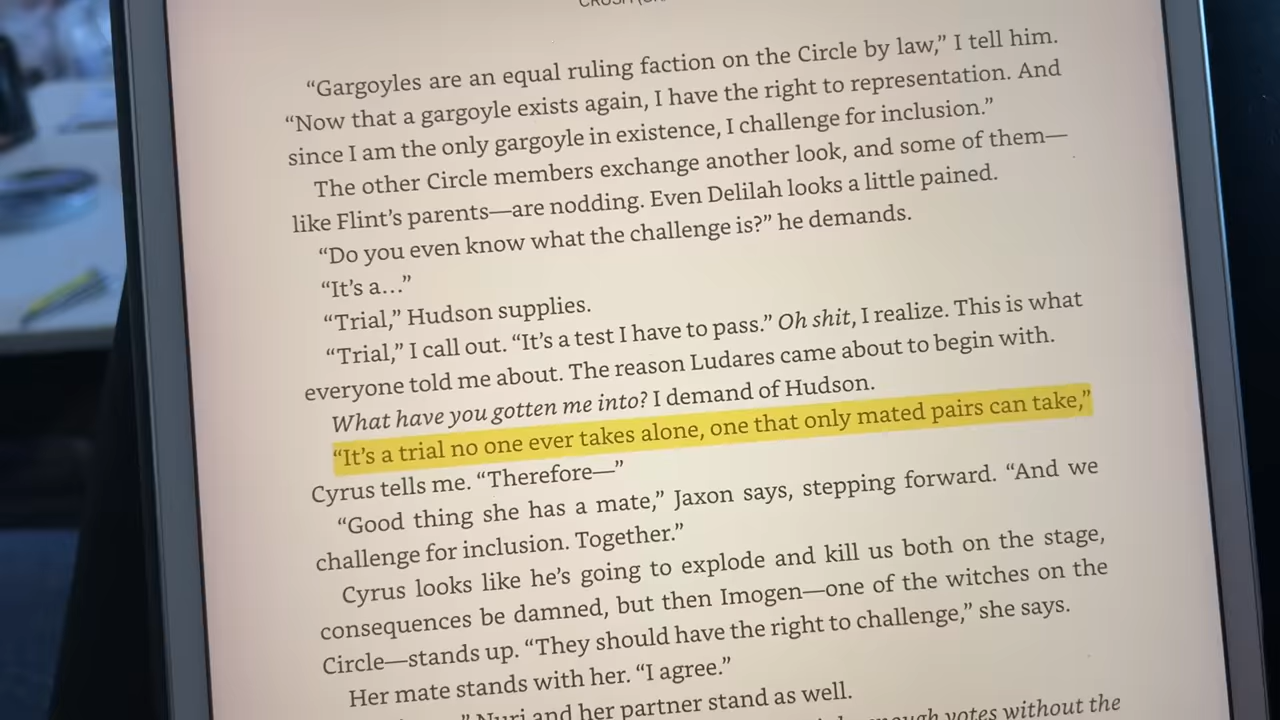 “Gargoyles are an equal ruling faction on the Circle by law,” I tell him.
“Now that a gargoyle exists again, I have the right to representation. And
since I am the only gargoyle in existence, I challenge for inclusion.”
The other Circle members exchange another look, and some of them—
like Flint’s parents—are nodding. Even Delilah looks a little pained.
“Do you even know what the challenge is?” he demands.
“It’s a…”
“Trial,” Hudson supplies.
“Trial,” I call out. “It’s a test I have to pass.” Oh shit, I realize. This is what
everyone told me about. The reason Ludares came about to begin with.
What have you gotten me into? I demand of Hudson.
“It’s a trial no one ever takes alone, one that only mated pairs can take,”
Cyrus tells me. “Therefore—”
“Good thing she has a mate,” Jaxon says, stepping forward. “And we
challenge for inclusion. Together.”
Cyrus looks like he’s going to explode and kill us both on the stage,
consequences be damned, but then Imogen—one of the witches on the
Circle—stands up. “They should have the right to challenge,” she says.
Her mate stands with her. “I agree.”
” Nuri and her partner stand as well.
enough votes without the